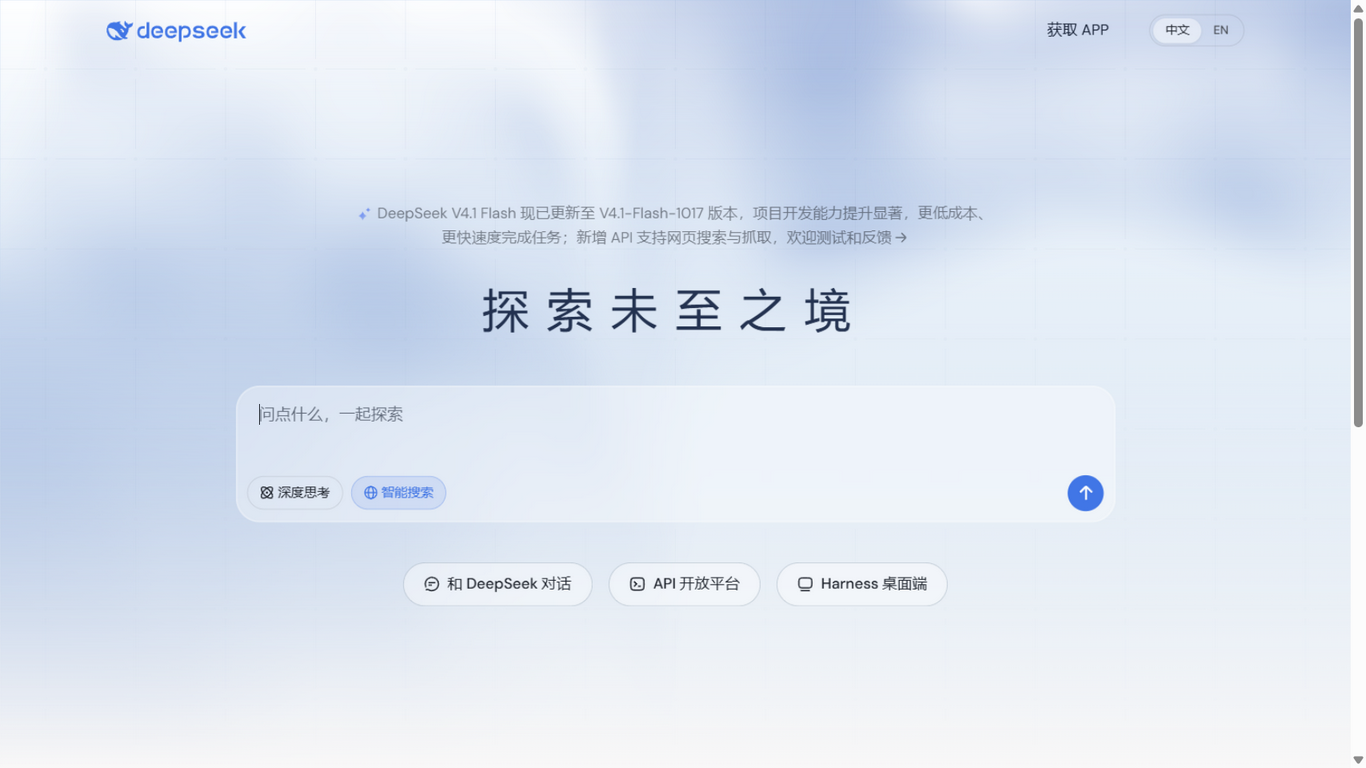 deepseek
获取 APP
中文
EN
DeepSeek V4.1 Flash 现已更新至 V4.1-Flash-1017 版本，项目开发能力提升显著，更低成本、
更快速度完成任务；新增 API 支持网页搜索与抓取，欢迎测试和反馈 →
探索未至之境
问点什么，一起探索
深度思考
智能搜索
和 DeepSeek 对话
API 开放平台
Harness 桌面端